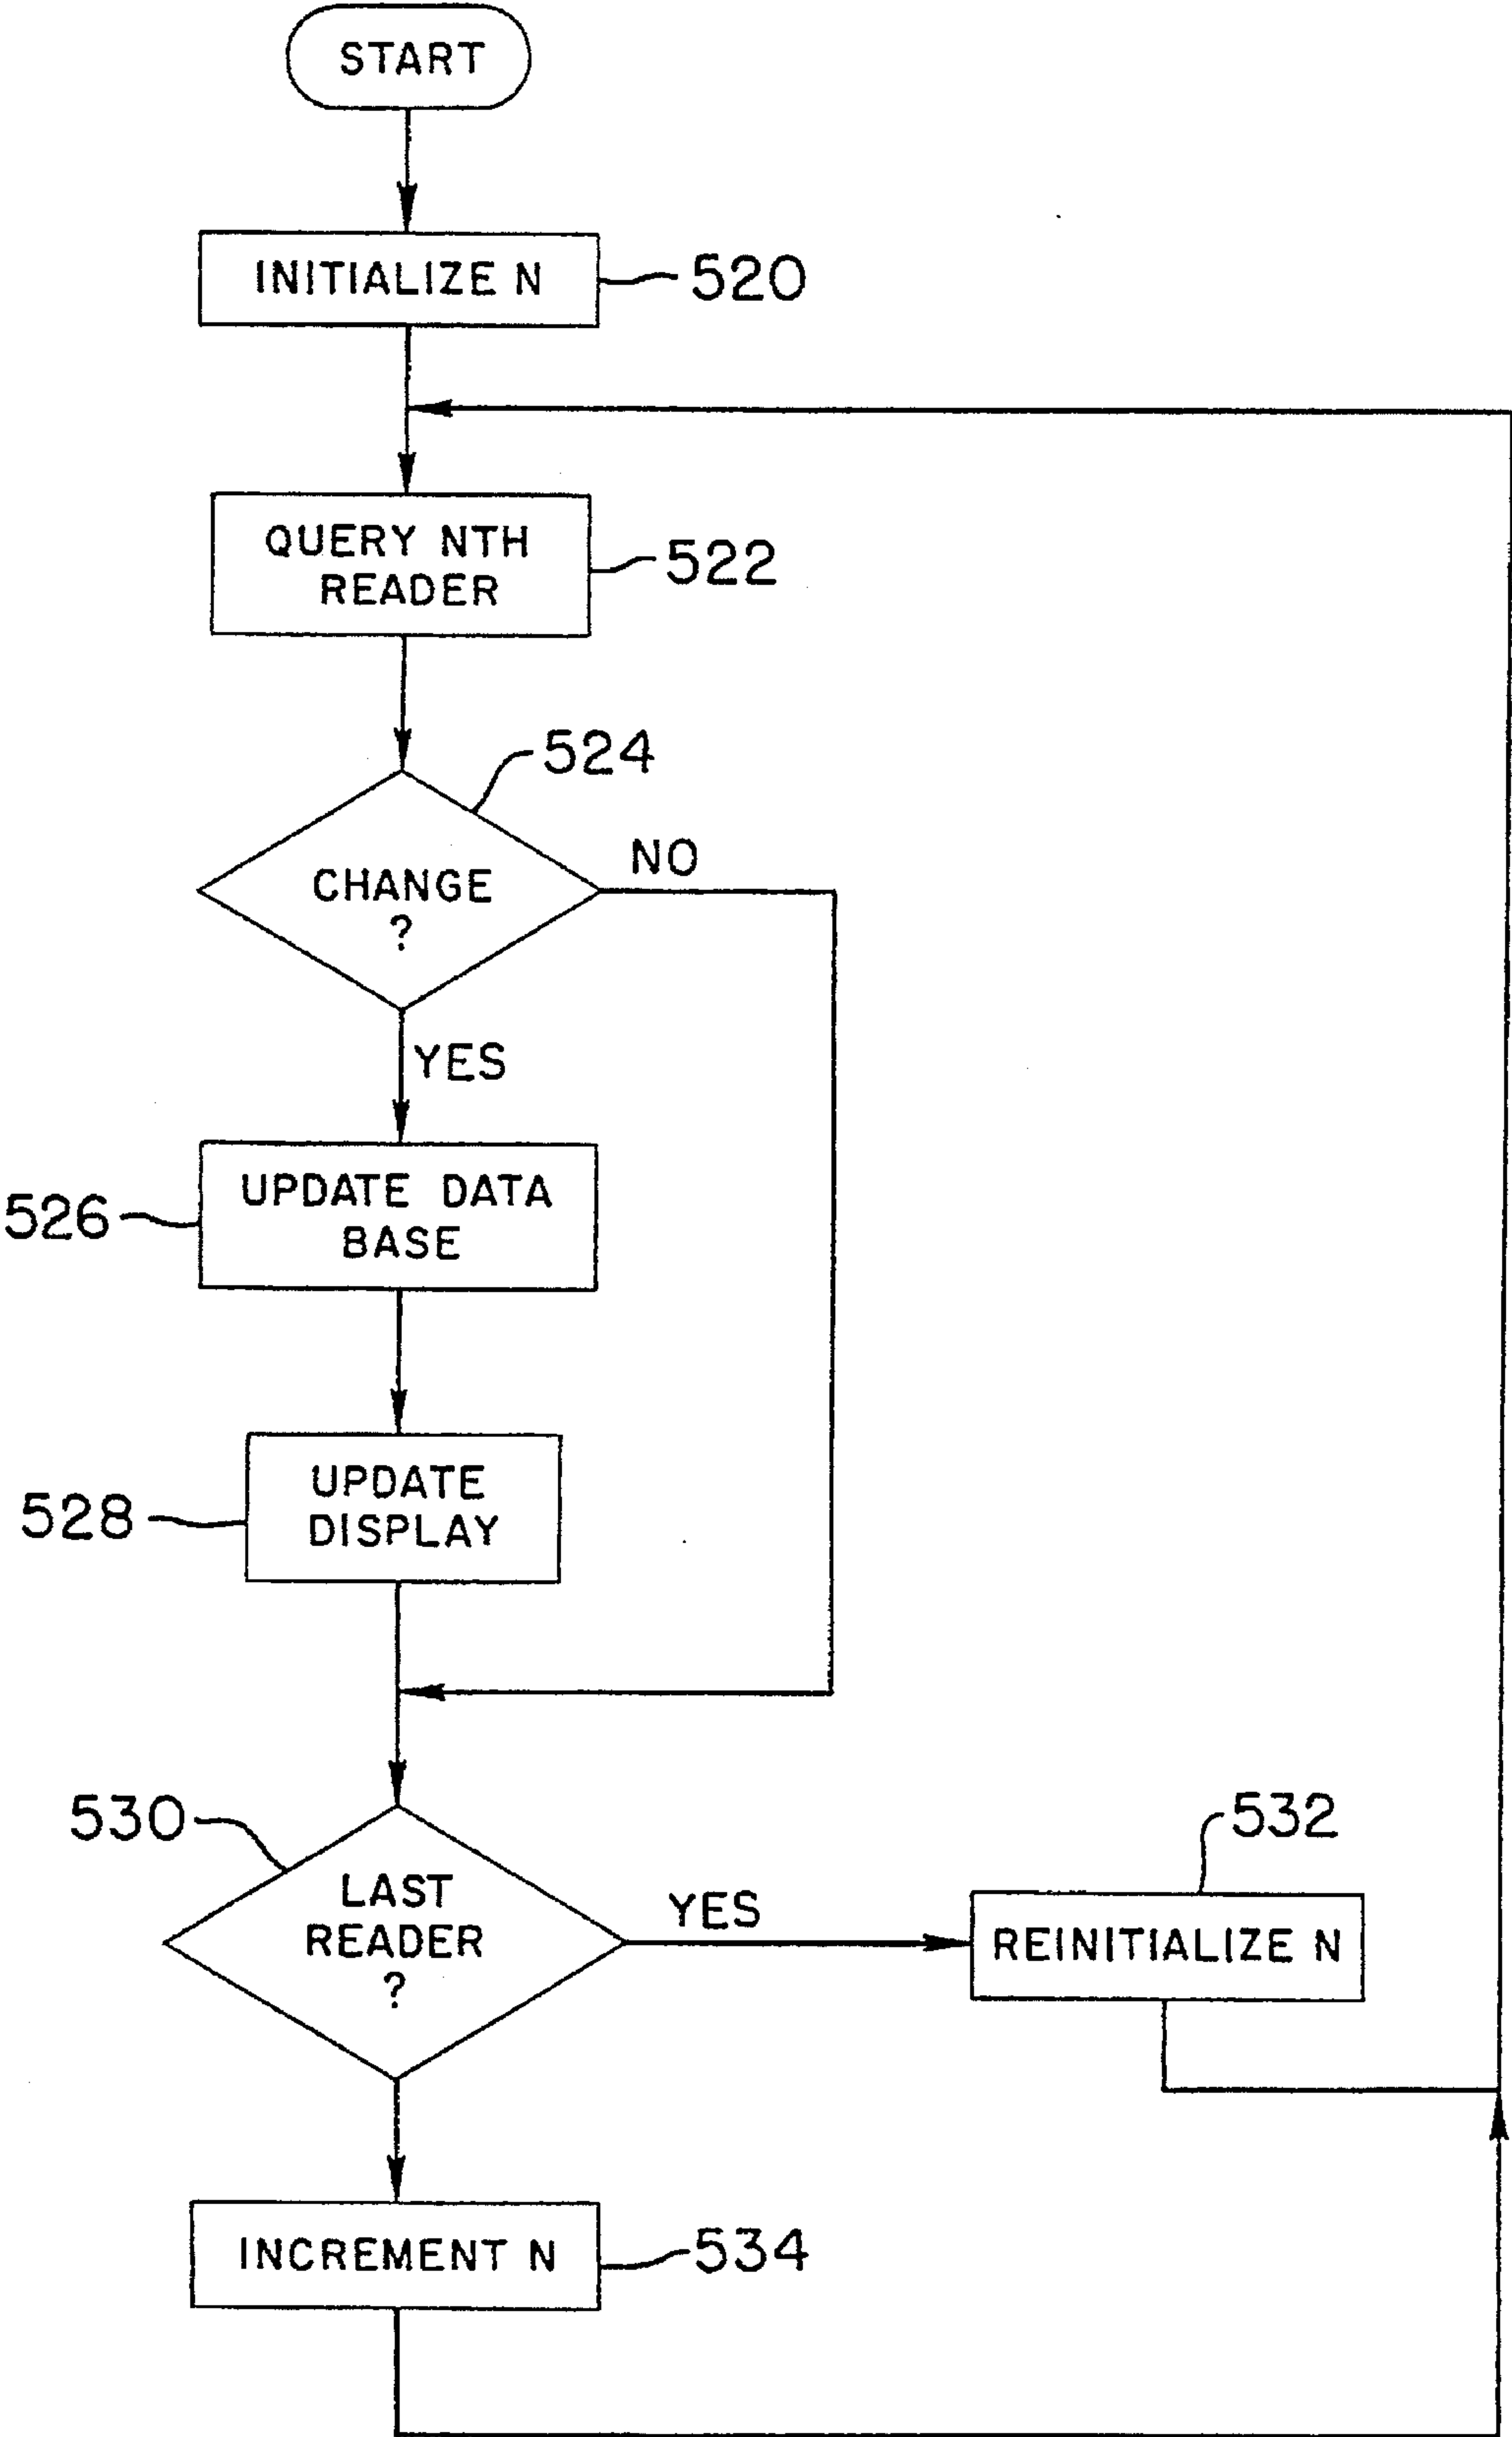 START
INITIALIZE N
520
QUERY NTH
READER
522
524
CHANGE
?
NO
YES
UPDATE DATA
BASE
526
UPDATE
DISPLAY
528
530
LAST
READER
?
YES
532
REINITIALIZE N
INCREMENT N
534